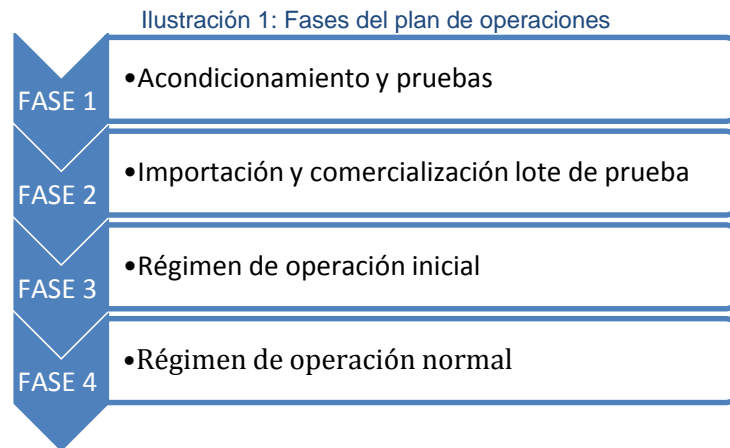 Ilustración 1: Fases del plan de operaciones
FASE 1
•Acondicionamiento y pruebas
FASE 2
•Importación y comercialización lote de prueba
FASE 3
•Régimen de operación inicial
FASE 4
•Régimen de operación normal